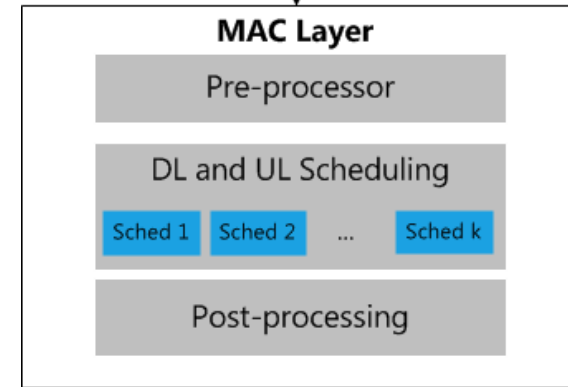 MAC Layer
Pre-processor
DL and UL Scheduling
Sched 1 Sched 2 ... Sched k
Post-processing